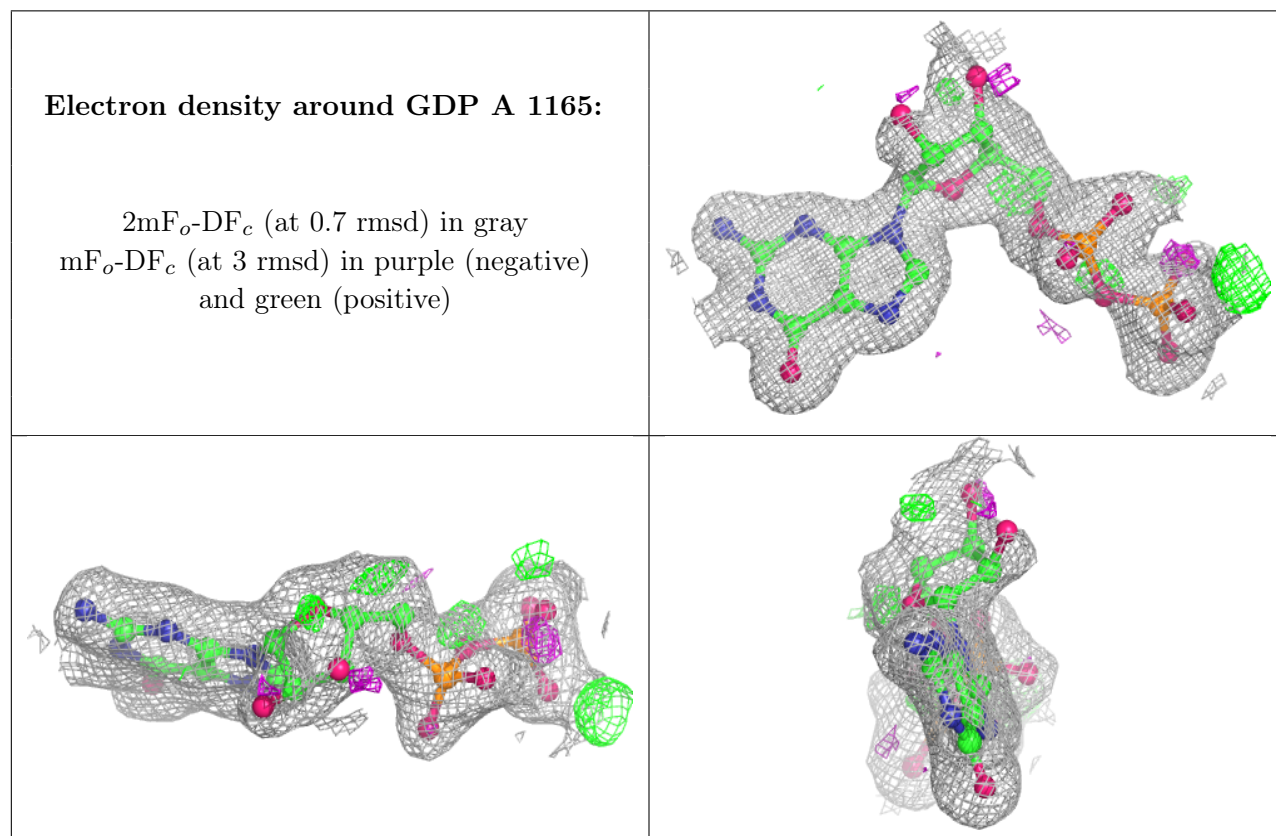 Electron density around GDP A 1165:
2mFo-DFc (at 0.7 rmsd) in gray
mFo-DFc (at 3 rmsd) in purple (negative)
and green (positive)